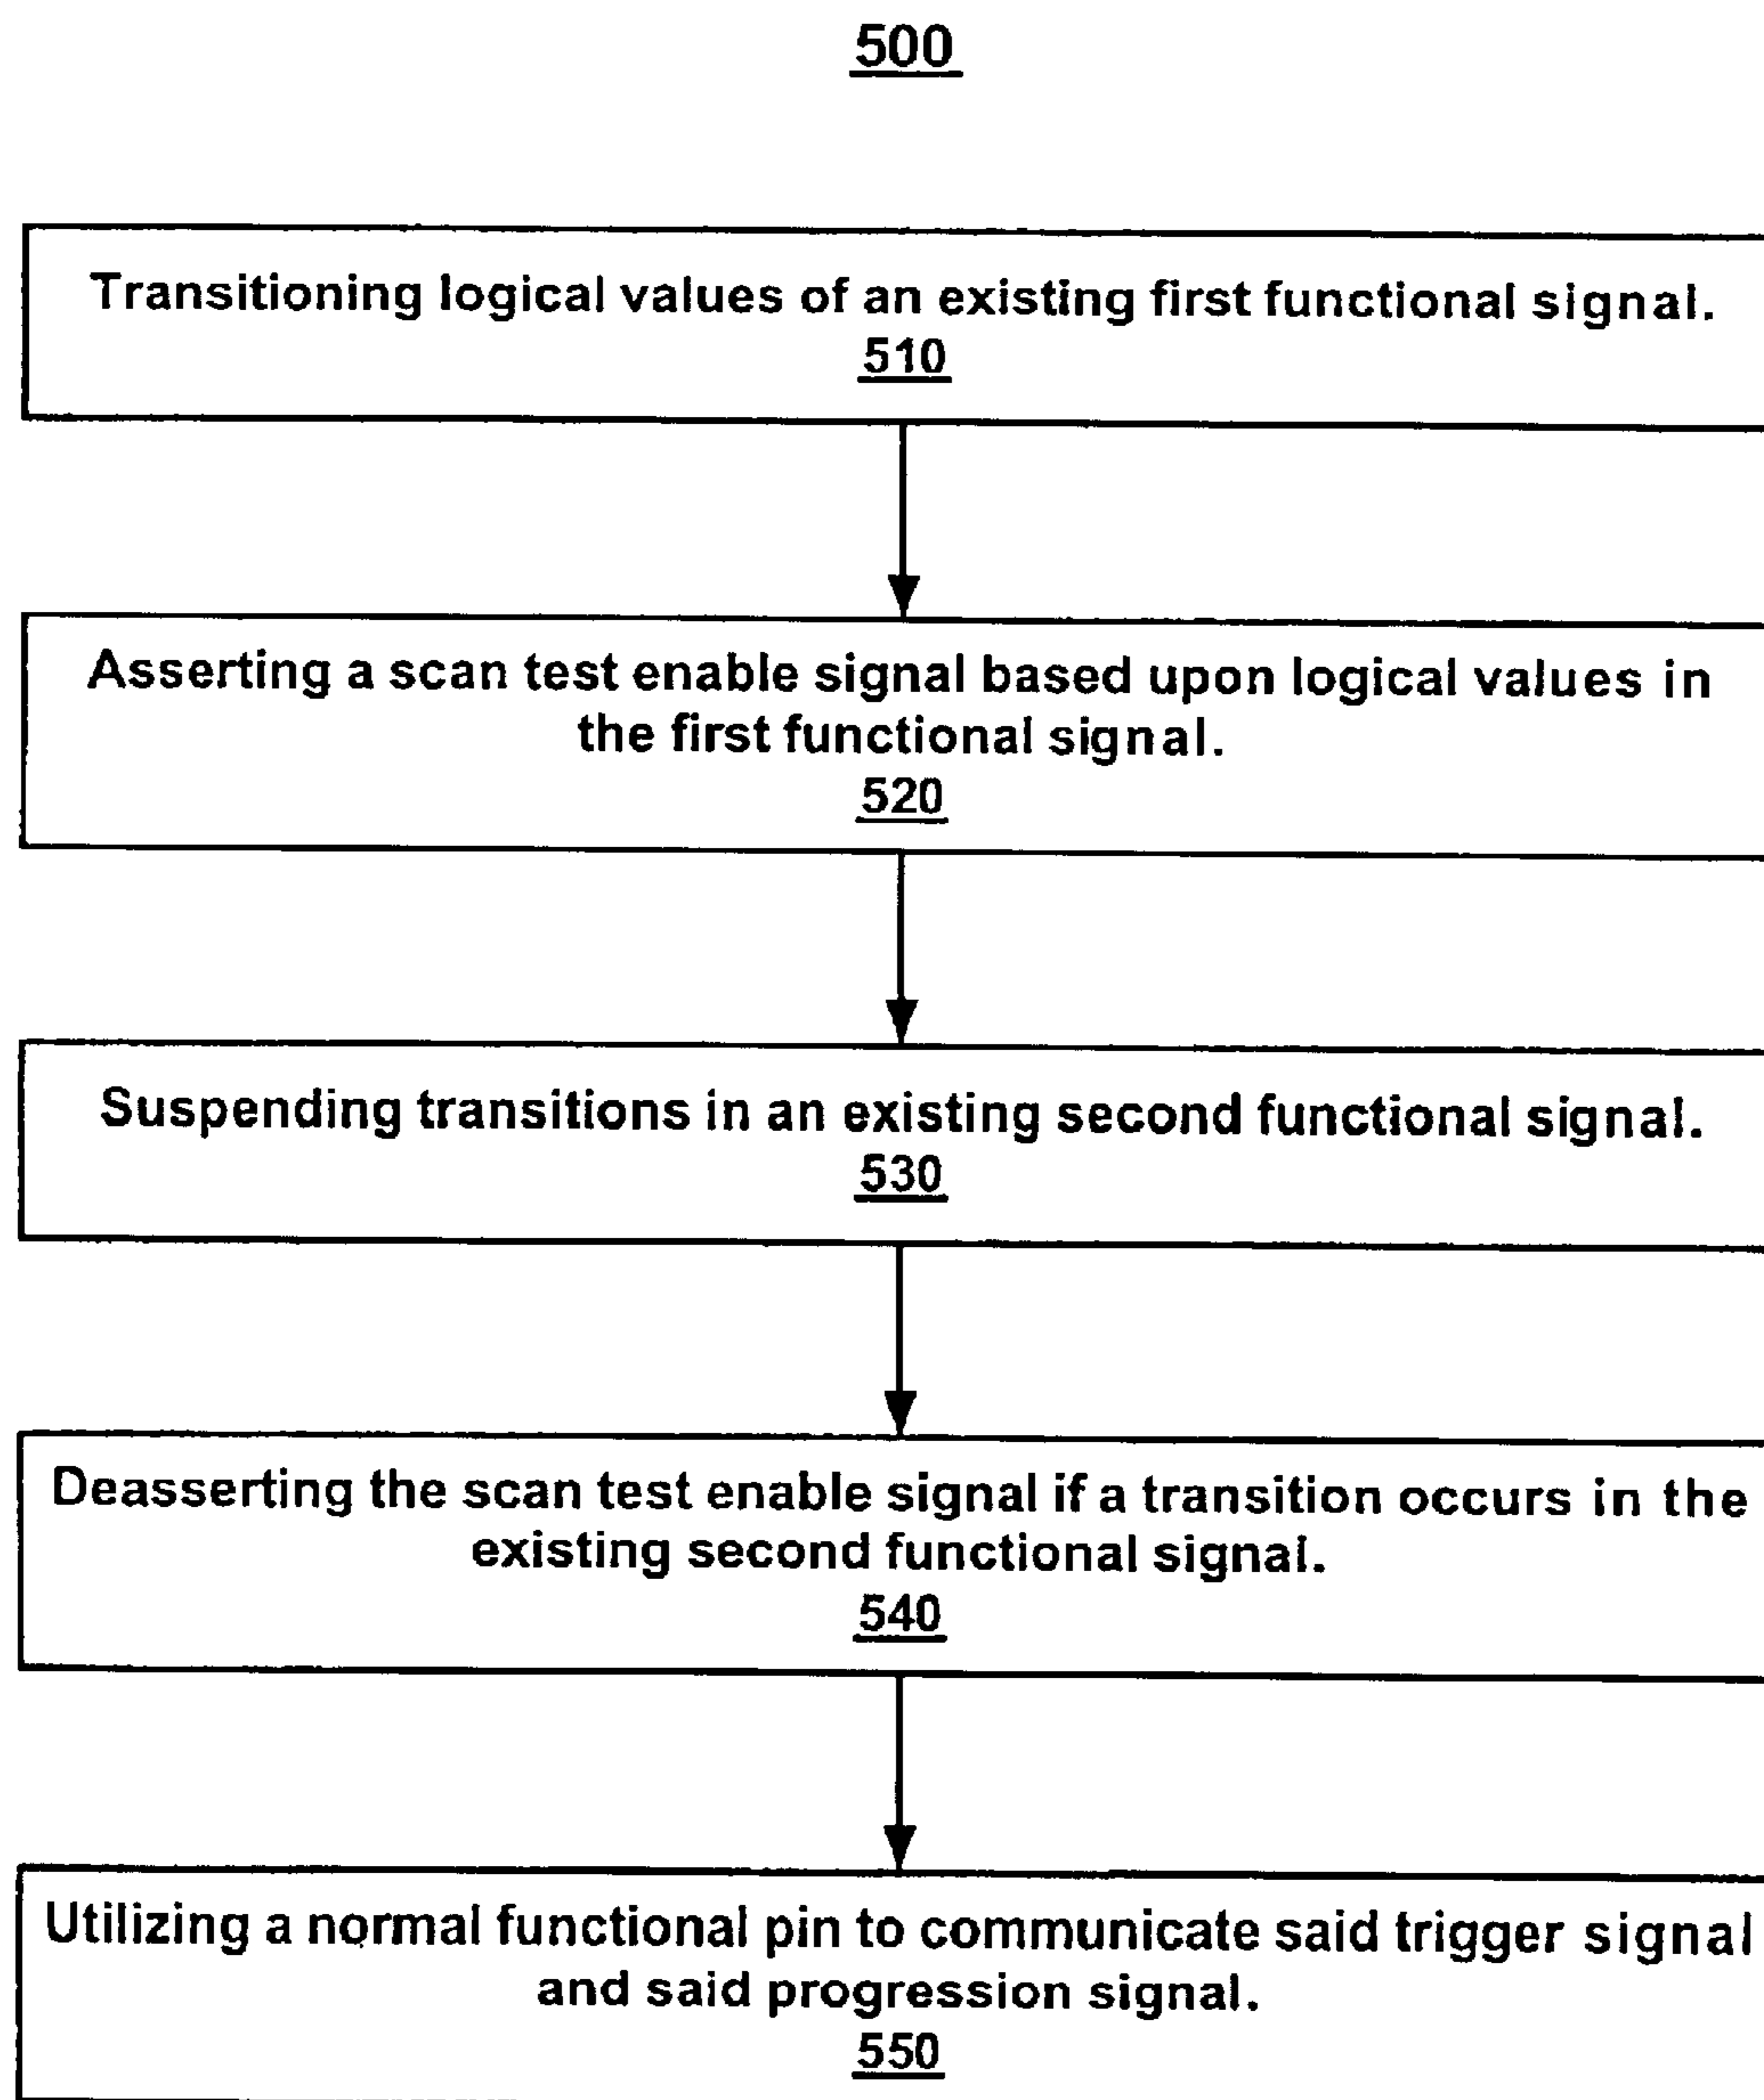 500
Transitioning logical values of an existing first functional signal.
510
Asserting a scan test enable signal based upon logical values in
the first functional signal.
520
Suspending transitions in an existing second functional signal.
530
Deasserting the scan test enable signal if a transition occurs in the
existing second functional signal.
540
Utilizing a normal functional pin to communicate said trigger signal
and said progression signal.
550